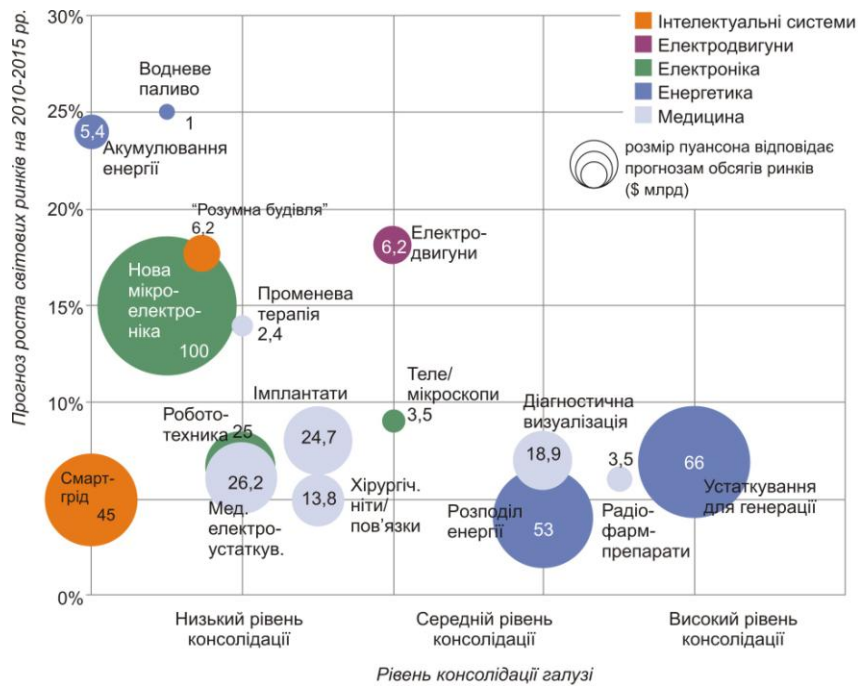 Прогноз роста світових ринків на 2010-2015 рр.
30%
25%
20%
15%
10%
5%
0%
Інтелектуальні системи
Електродвигуни
Електроніка
Енергетика
Медицина
розмір пуансона відповідає
прогнозам обсягів ринків
($ млрд)
Водневе
паливо
1
5,4
Акумулювання
енергії
“Розумна будівля”
6,2
Нова
мікро-
електро-
ніка
100
6,2
Електро-
двигуни
Променева
терапія
2,4
Теле/
мікроскопи
3,5
Імплантати
24,7
Робото-
техника
25
26,2
Мед.
електро-
устаткув.
13,8
Хірургіч.
ніти/
пов’язки
Смарт-
грід
45
Діагностична
визуалізація
18,9
Розподіл
енергії
53
3,5
Радіо-
фарм-
препарати
66
Устаткування
для генерації
Низький рівень
консолідації
Середній рівень
консолідації
Високий рівень
консолідації
Рівень консолідації галузі